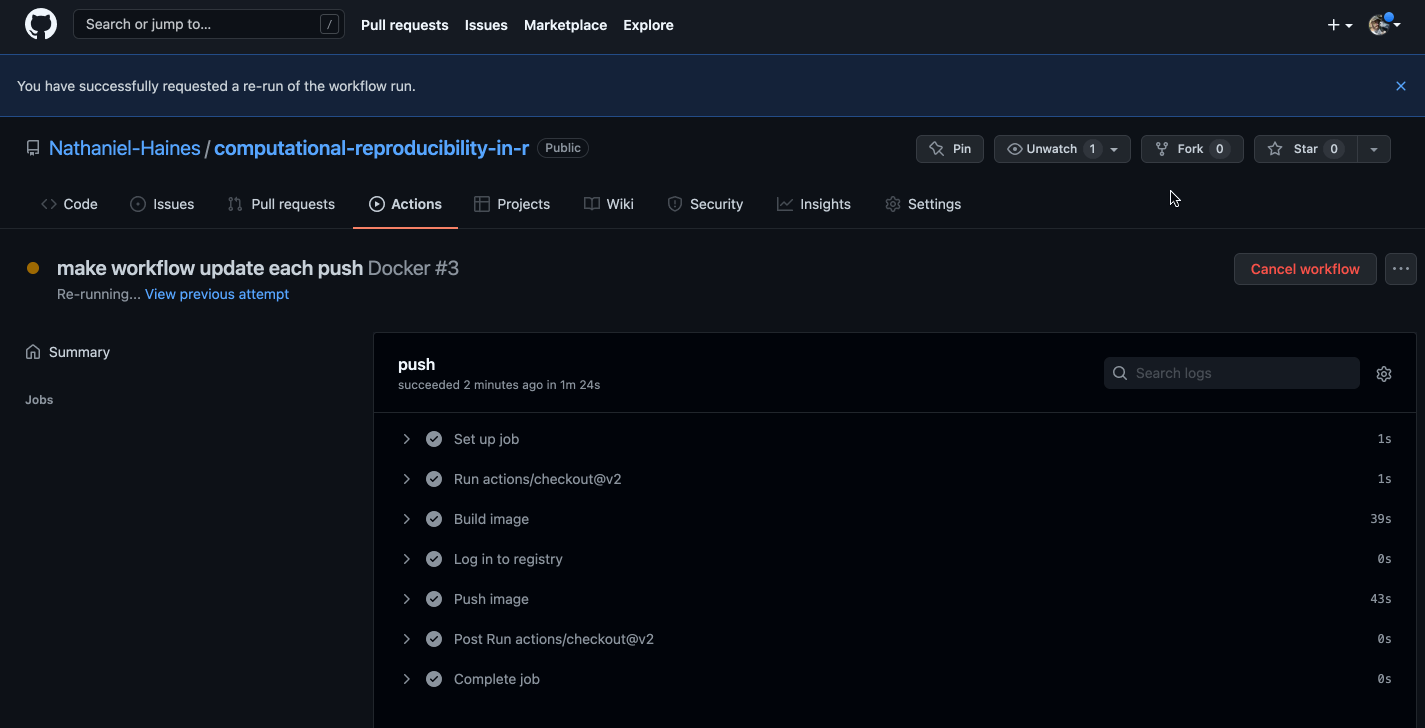 Search or jump to... /
Pull requests Issues Marketplace Explore
You have successfully requested a re-run of the workflow run.
Nathaniel-Haines / computational-reproducibility-in-r Public
Pin Unwatch 1 Fork 0 Star 0
Code Issues Pull requests Actions Projects Wiki Security Insights Settings
make workflow update each push Docker #3
Cancel workflow
Re-running... View previous attempt
Summary
Jobs
push
succeeded 2 minutes ago in 1m 24s
Search logs
Set up job 1s
Run actions/checkout@v2 1s
Build image 39s
Log in to registry 0s
Push image 43s
Post Run actions/checkout@v2 0s
Complete job 0s